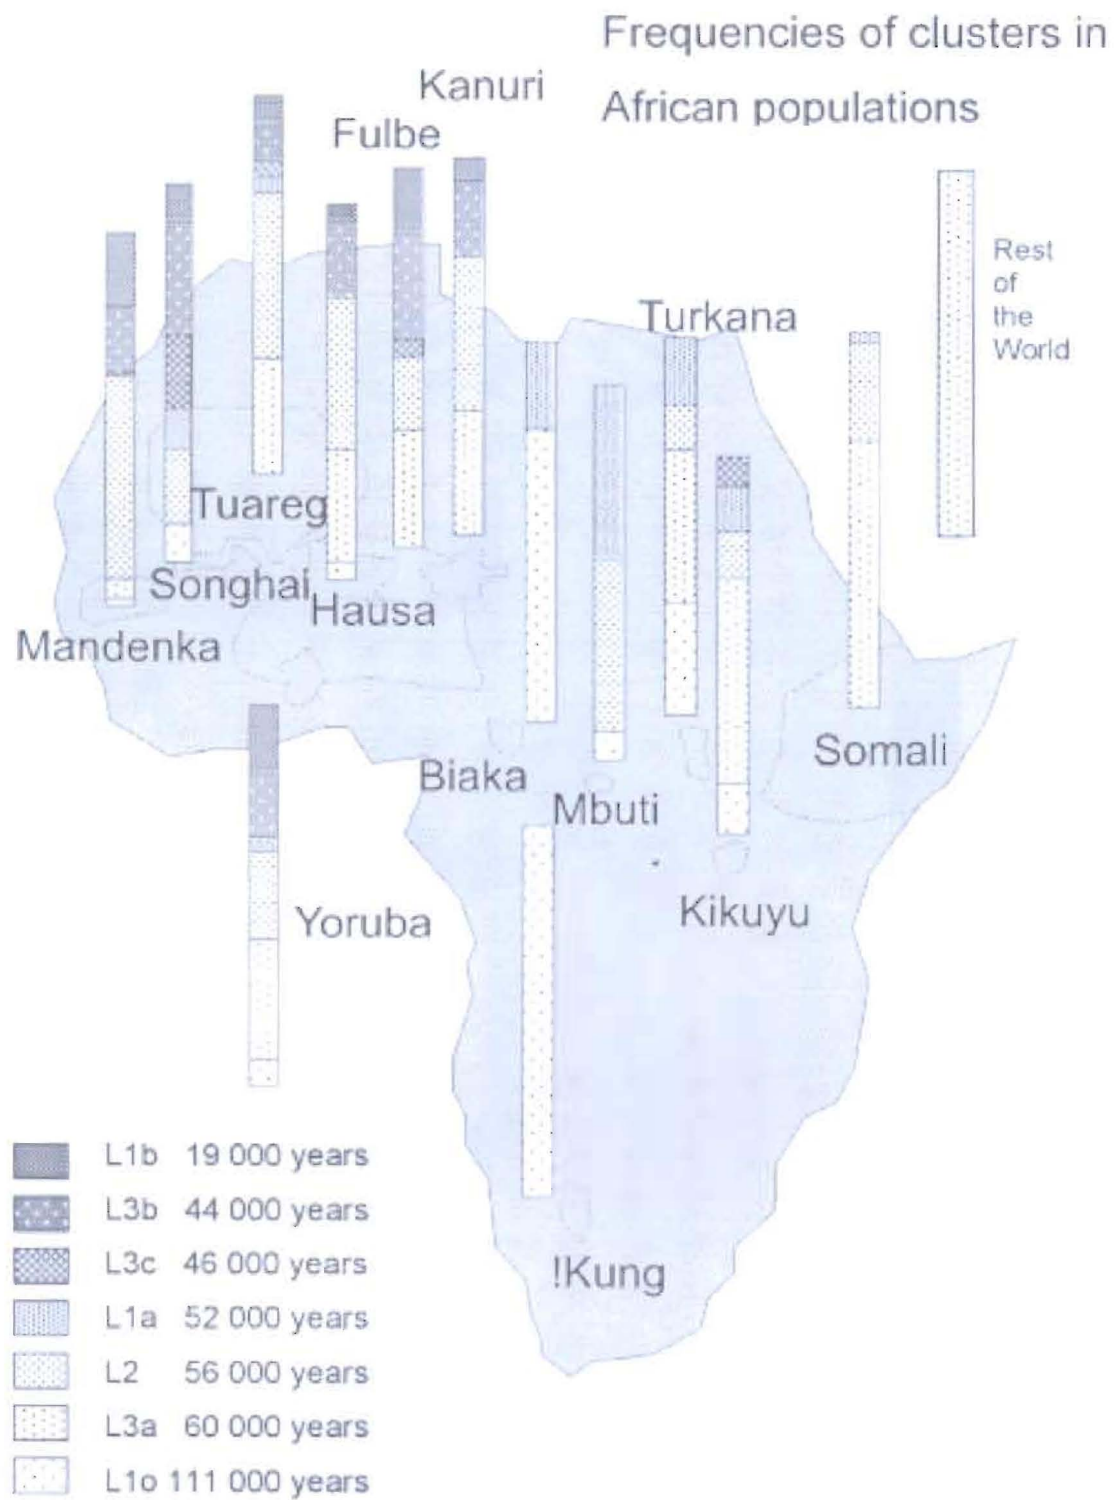 Frequencies of clusters in
African populations
Kanuri
Fulbe
Rest
of
the
World
Turkana
Tuareg
Songhai
Hausa
Mandenka
Biaka
Mbuti
Somali
Yoruba
Kikuyu
!Kung
L1b 19 000 years
L3b 44 000 years
L3c 46 000 years
L1a 52 000 years
L2 56 000 years
L3a 60 000 years
L1o 111 000 years